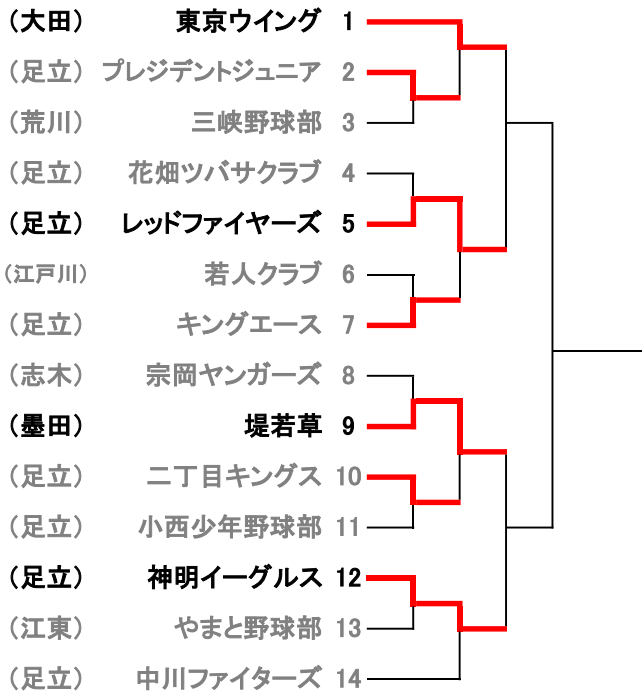 （大田） 東京ウイング 1
（足立） プレジデントジュニア 2
（荒川） 三峡野球部 3
（足立） 花畑ツバサクラブ 4
（足立） レッドファイヤーズ 5
（江戸川） 若人クラブ 6
（足立） キングエース 7
（志木） 宗岡ヤンガーズ 8
（墨田） 堤若草 9
（足立） 二丁目キングス 10
（足立） 小西少年野球部 11
（足立） 神明イーグルス 12
（江東） やまと野球部 13
（足立） 中川ファイターズ 14